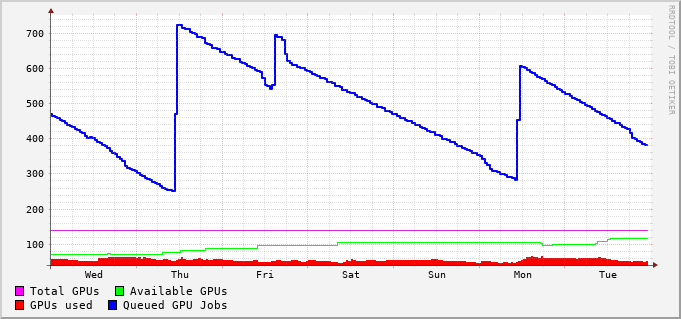 700
600
500
400
300
200
100
Wed Thu Fri Sat Sun Mon Tue
Total GPUs Available GPUs
GPUs used Queued GPU Jobs
RRDTOOL / TOBI OETIKER